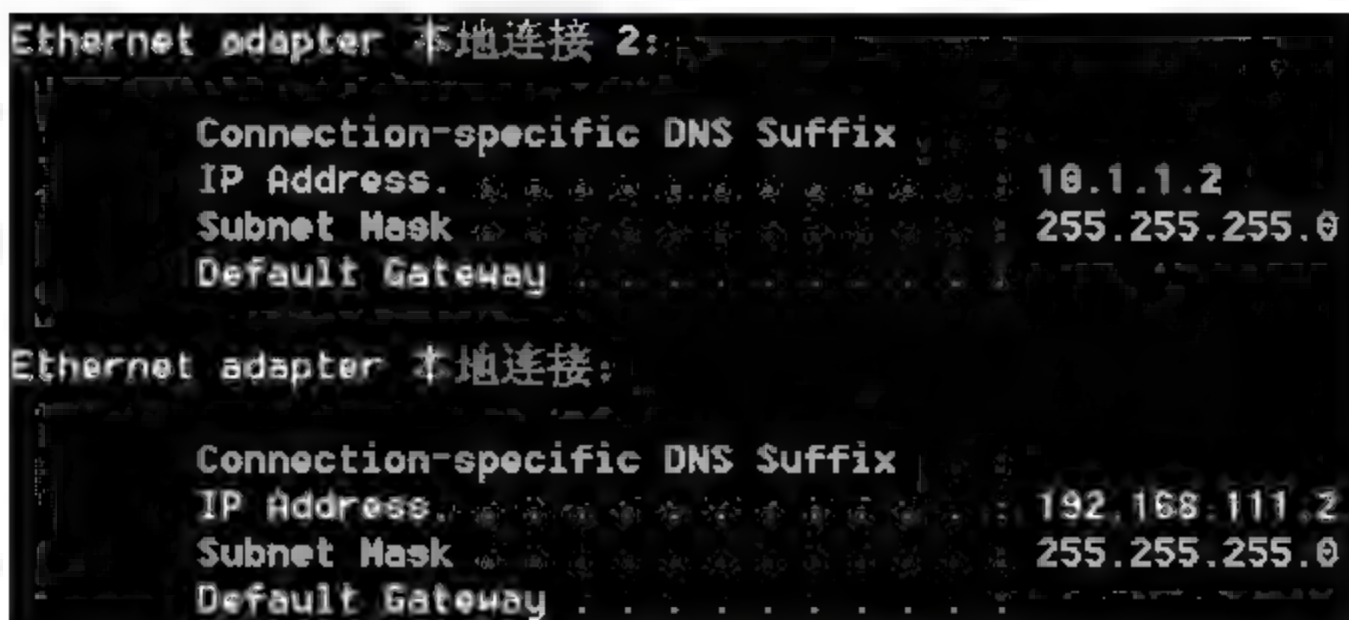 Ethernet adapter 本地连接 2:
Connection-specific DNS Suffix . :
IP Address. . . . . . . . . . . . : 10.1.1.2
Subnet Mask . . . . . . . . . . . : 255.255.255.0
Default Gateway . . . . . . . . . :
Ethernet adapter 本地连接:
Connection-specific DNS Suffix . :
IP Address. . . . . . . . . . . . : 192.168.111.2
Subnet Mask . . . . . . . . . . . : 255.255.255.0
Default Gateway . . . . . . . . . :